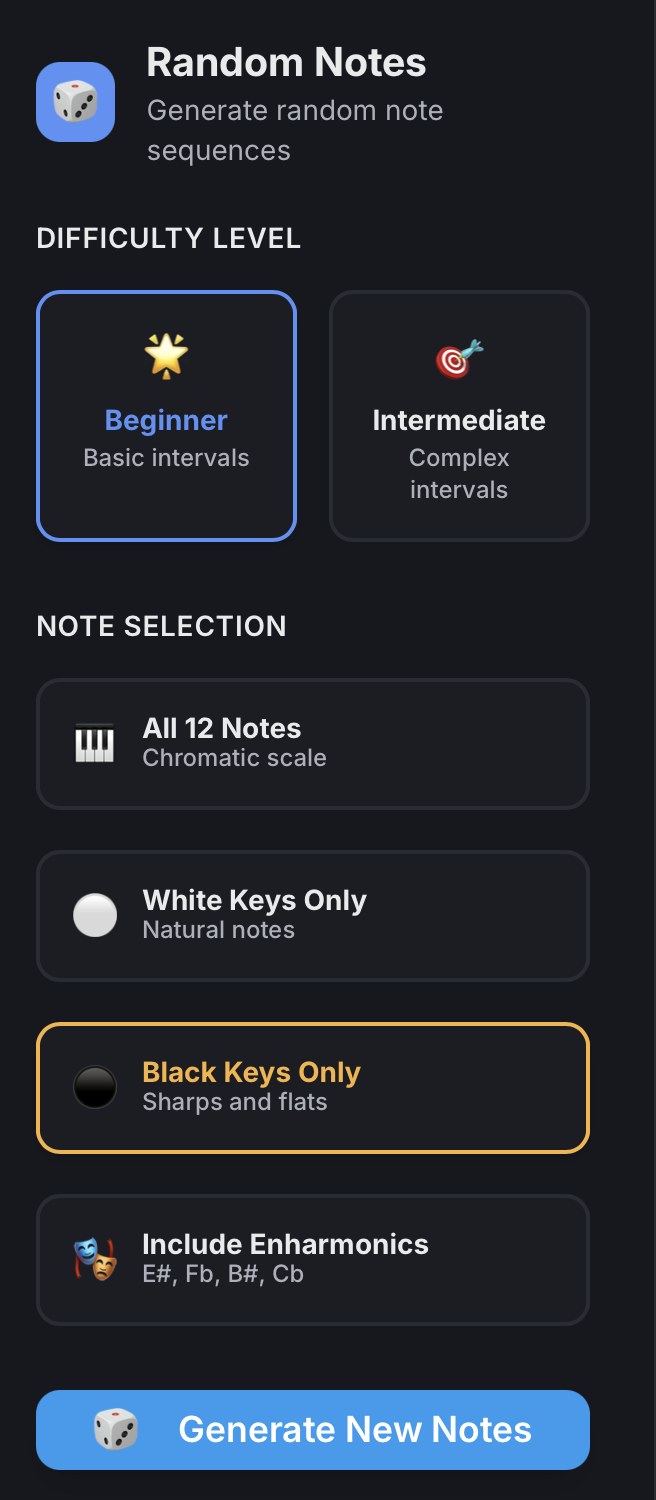 Random Notes
Generate random note
sequences
DIFFICULTY LEVEL
Beginner
Basic intervals
Intermediate
Complex
intervals
NOTE SELECTION
All 12 Notes
Chromatic scale
White Keys Only
Natural notes
Black Keys Only
Sharps and flats
Include Enharmonics
E#, Fb, B#, Cb
Generate New Notes